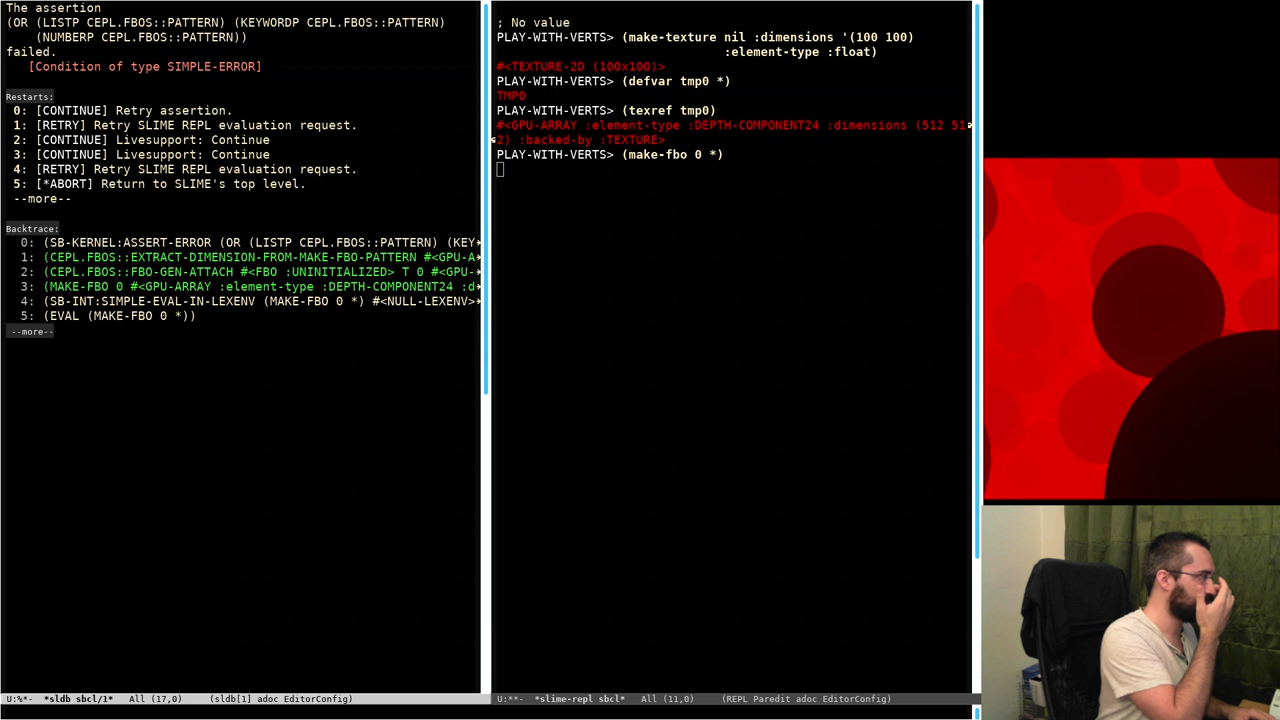 The assertion
(OR (LISTP CEPL.FBOS::PATTERN) (KEYWORDP CEPL.FBOS::PATTERN)
(NUMBERP CEPL.FBOS::PATTERN))
failed.
[Condition of type SIMPLE-ERROR]
Restarts:
0: [CONTINUE] Retry assertion.
1: [RETRY] Retry SLIME REPL evaluation request.
2: [CONTINUE] Livesupport: Continue
3: [CONTINUE] Livesupport: Continue
4: [RETRY] Retry SLIME REPL evaluation request.
5: [*ABORT] Return to SLIME's top level.
--more--
Backtrace:
0: (SB-KERNEL:ASSERT-ERROR (OR (LISTP CEPL.FBOS::PATTERN) (KEY
1: (CEPL.FBOS::EXTRACT-DIMENSION-FROM-MAKE-FBO-PATTERN #<GPU-A
2: (CEPL.FBOS::FBO-GEN-ATTACH #<FBO :UNINITIALIZED> T 0 #<GPU-
3: (MAKE-FBO 0 #<GPU-ARRAY :element-type :DEPTH-COMPONENT24 :d
4: (SB-INT:SIMPLE-EVAL-IN-LEXENV (MAKE-FBO 0 *) #<NULL-LEXENV>
5: (EVAL (MAKE-FBO 0 *))
--more--
U:%*-  *sldb sbcl/1*   All (17,0)     (sldb[1] adoc EditorConfig)
; No value
PLAY-WITH-VERTS> (make-texture nil :dimensions '(100 100)
:element-type :float)
#<TEXTURE-2D (100x100)>
PLAY-WITH-VERTS> (defvar tmp0 *)
TMP0
PLAY-WITH-VERTS> (texref tmp0)
#<GPU-ARRAY :element-type :DEPTH-COMPONENT24 :dimensions (512 51
2) :backed-by :TEXTURE>
PLAY-WITH-VERTS> (make-fbo 0 *)
U:**-  *slime-repl sbcl*   All (11,0)     (REPL Paredit adoc EditorConfig)